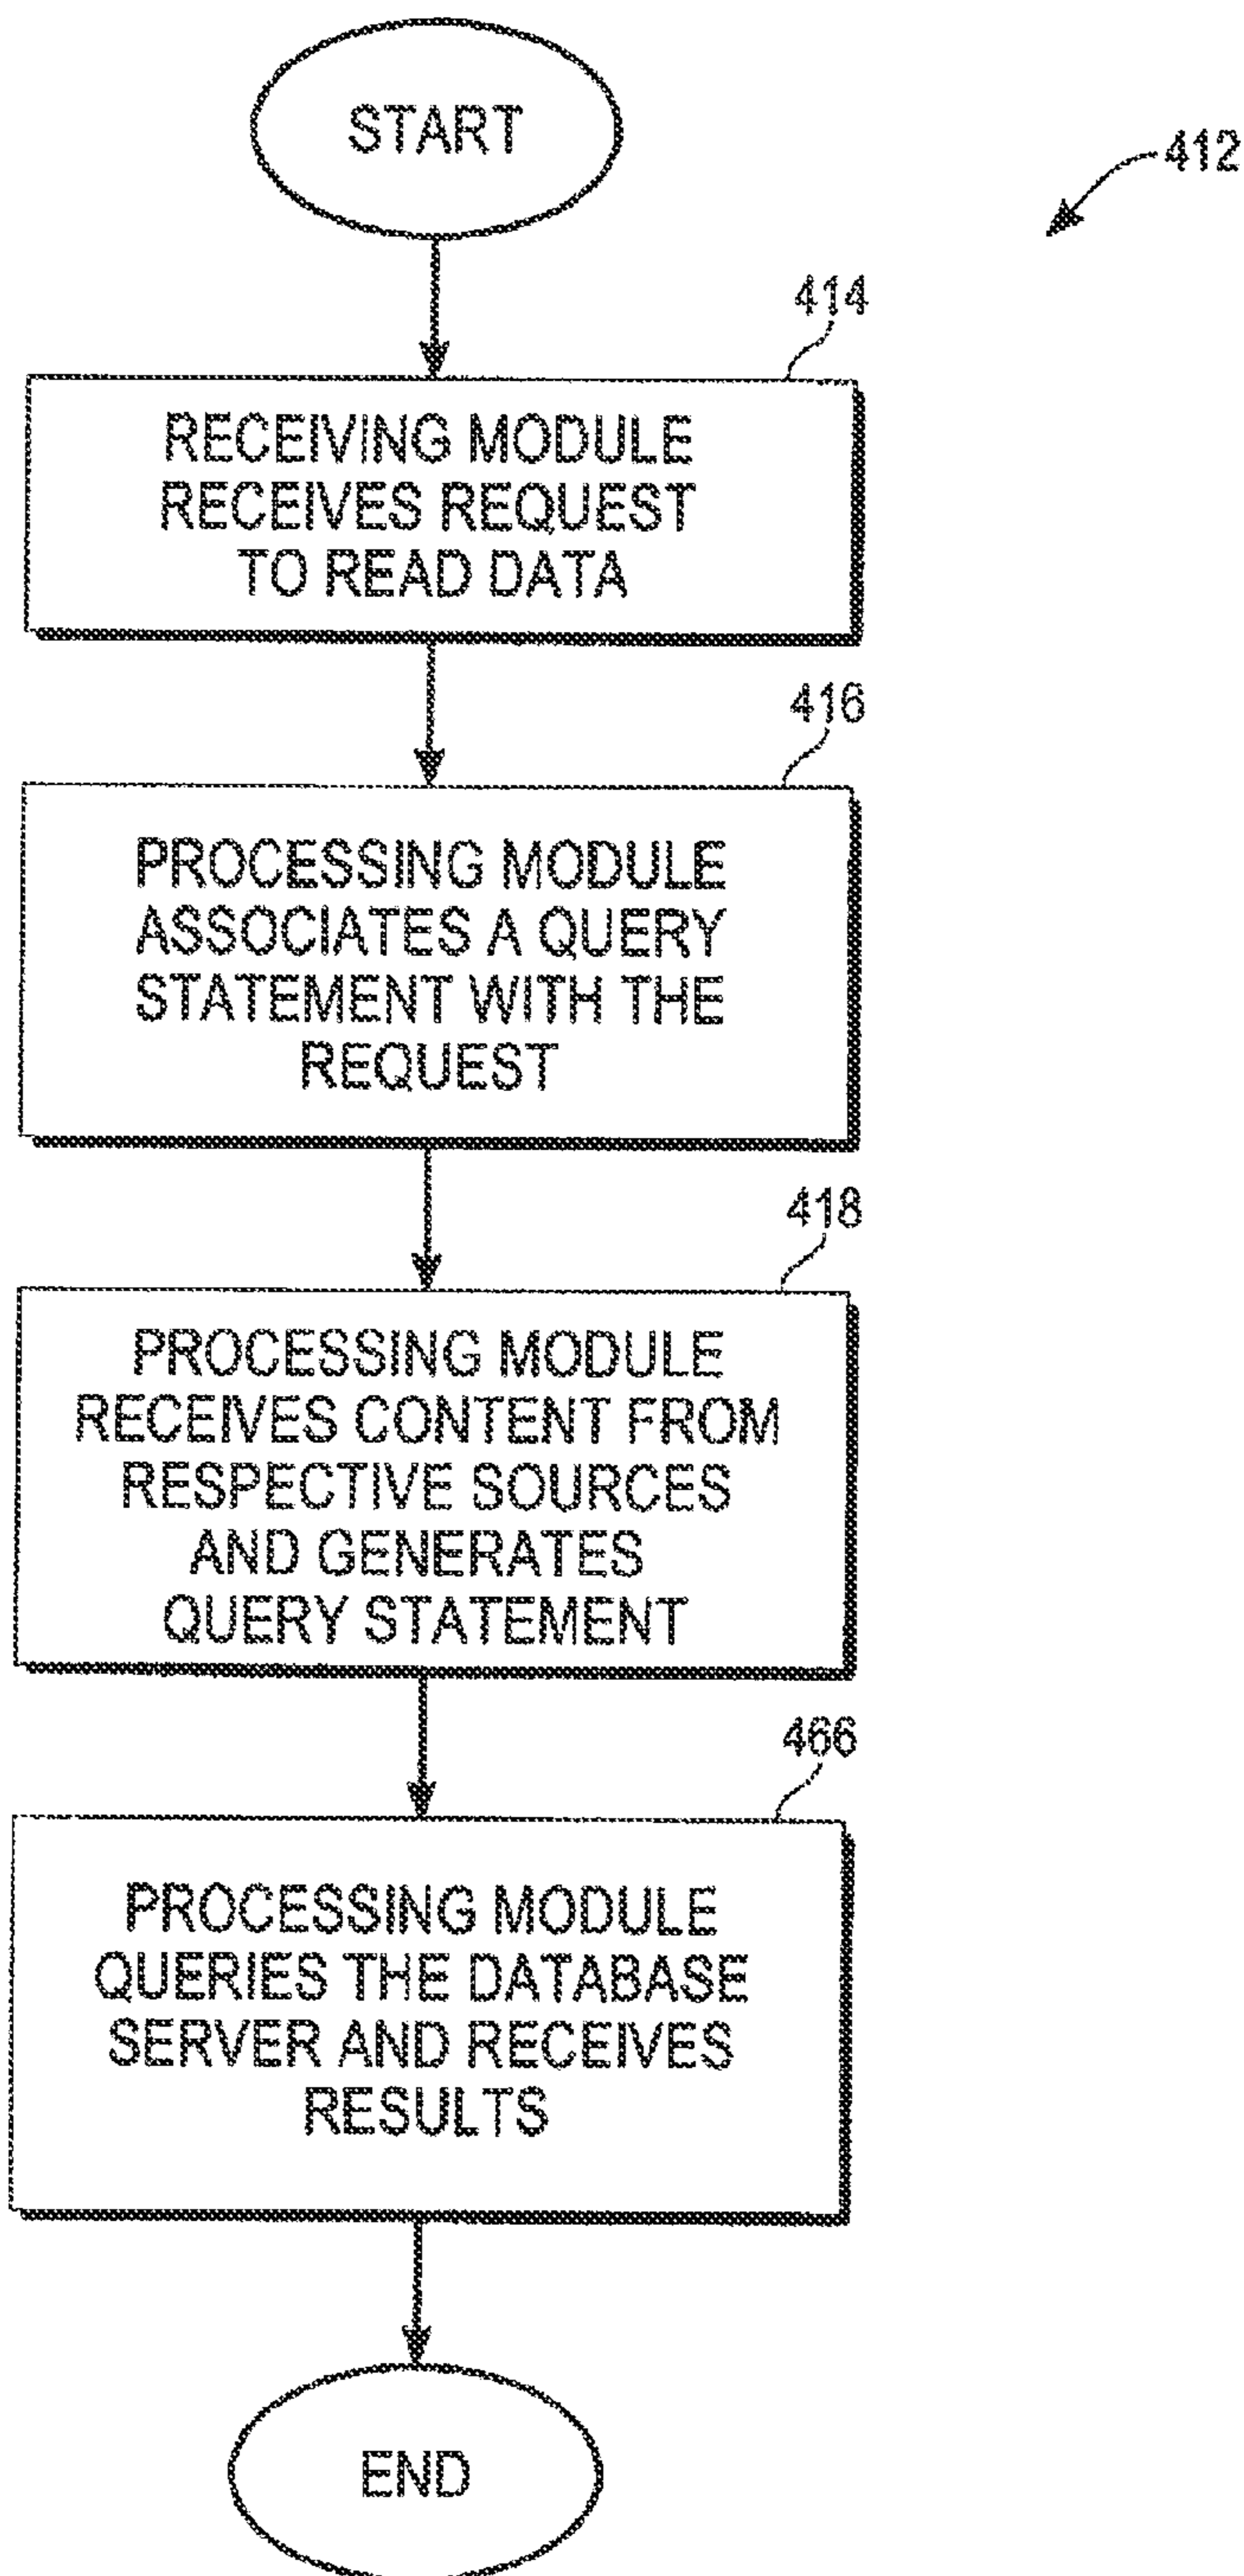 START
412
414
RECEIVING MODULE
RECEIVES REQUEST
TO READ DATA
416
PROCESSING MODULE
ASSOCIATES A QUERY
STATEMENT WITH THE
REQUEST
418
PROCESSING MODULE
RECEIVES CONTENT FROM
RESPECTIVE SOURCES
AND GENERATES
QUERY STATEMENT
466
PROCESSING MODULE
QUERIES THE DATABASE
SERVER AND RECEIVES
RESULTS
END